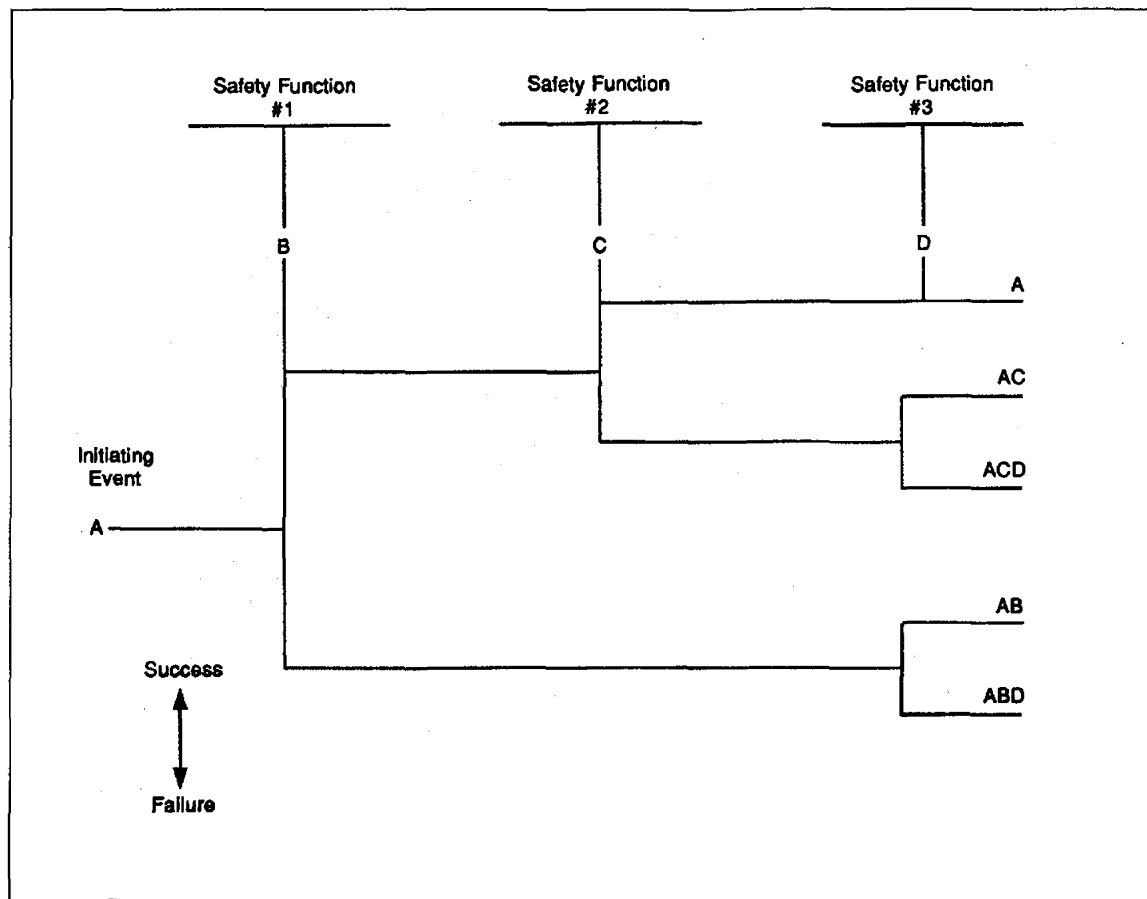 Safety Function
#1
Safety Function
#2
Safety Function
#3
B
C
D
A
AC
Initiating
Event
ACD
A
AB
Success
ABD
Failure